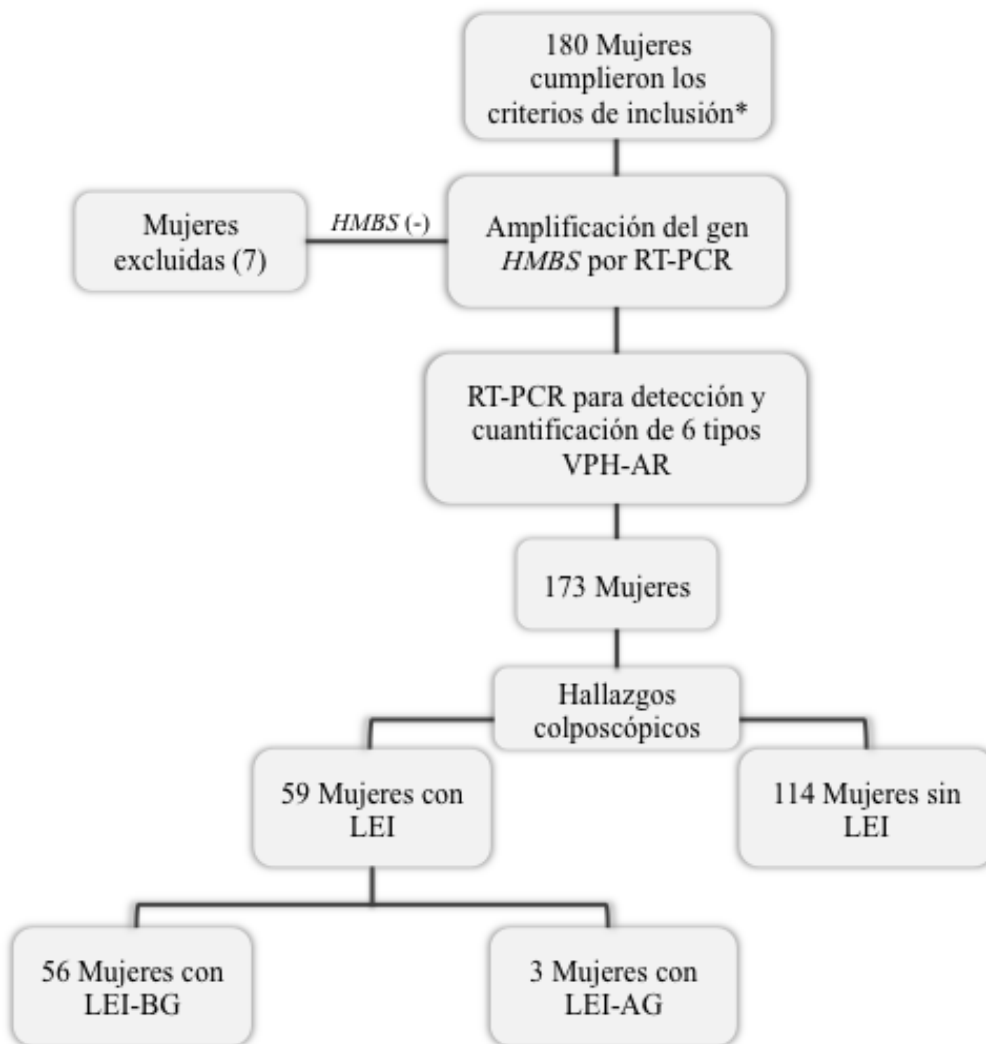 180 Mujeres
cumplieron los
criterios de inclusión*
Mujeres
excluidas (7)
HMBS (-)
Amplificación del gen
HMBS por RT-PCR
RT-PCR para detección y
cuantificación de 6 tipos
VPH-AR
173 Mujeres
Hallazgos
colposcópicos
59 Mujeres con
LEI
114 Mujeres sin
LEI
56 Mujeres con
LEI-BG
3 Mujeres con
LEI-AG